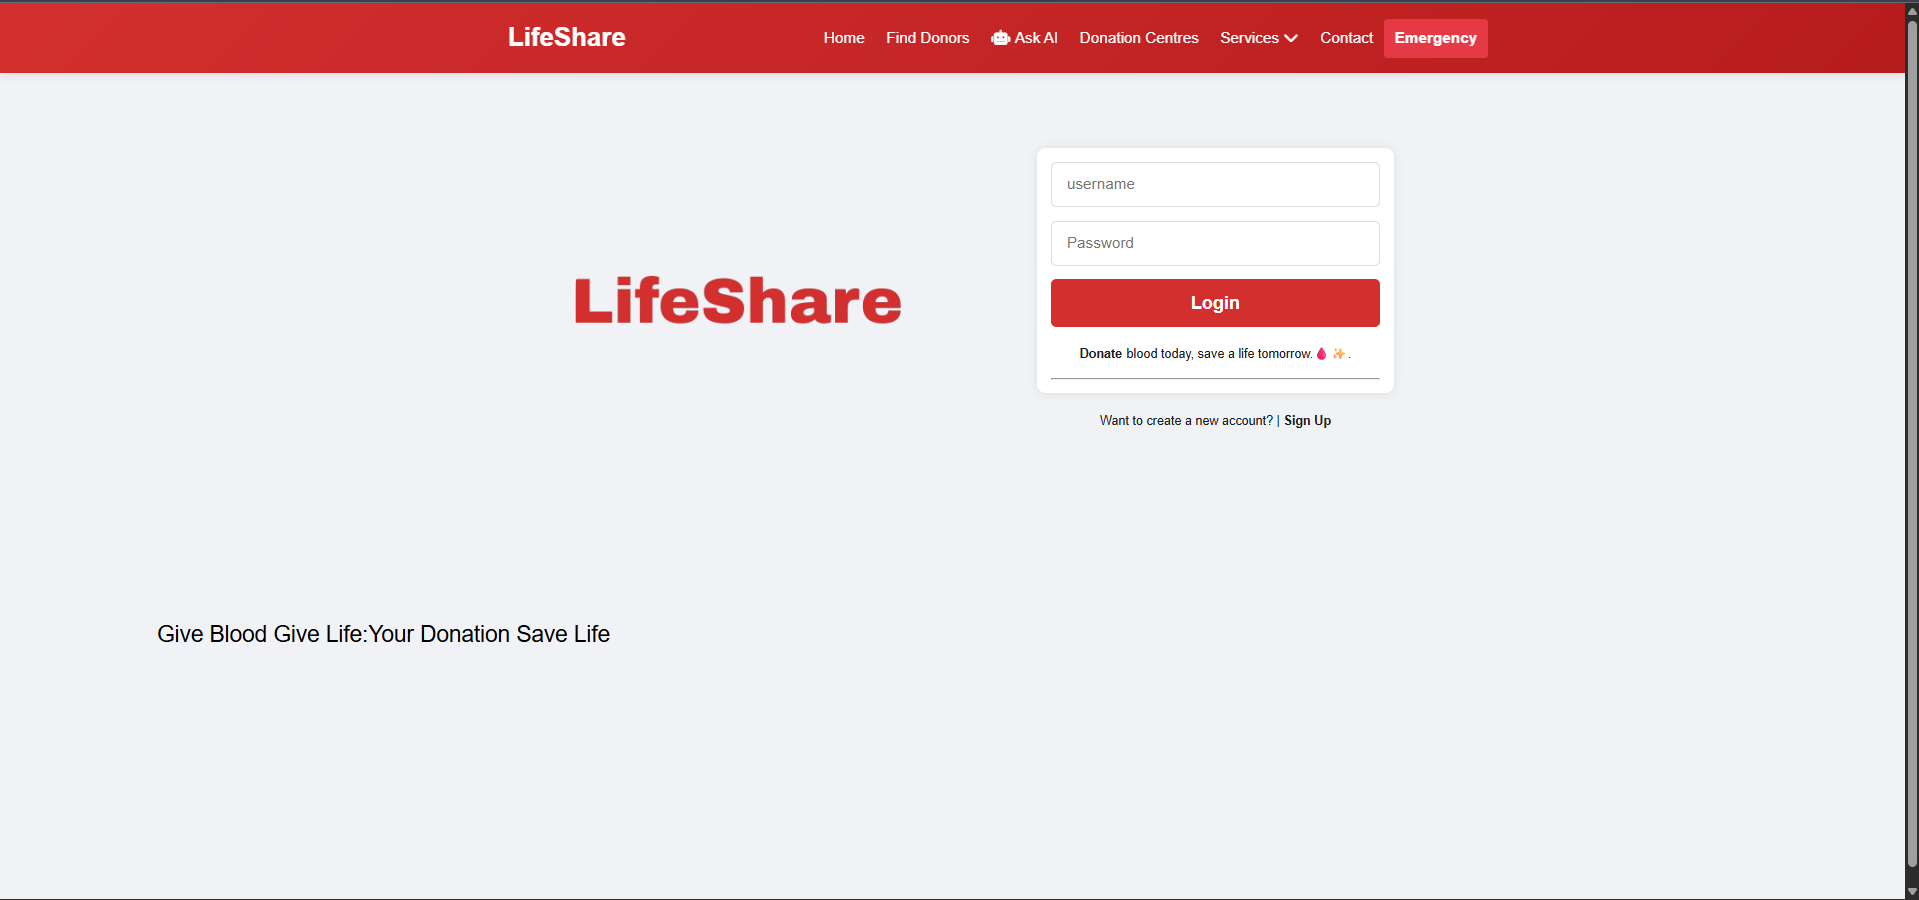 LifeShare
Home
Find Donors
Ask AI
Donation Centres
Services
Contact
Emergency
username
Password
Login
Donate blood today, save a life tomorrow.🩸 ✨ .
Want to create a new account? | Sign Up
LifeShare
Give Blood Give Life:Your Donation Save Life